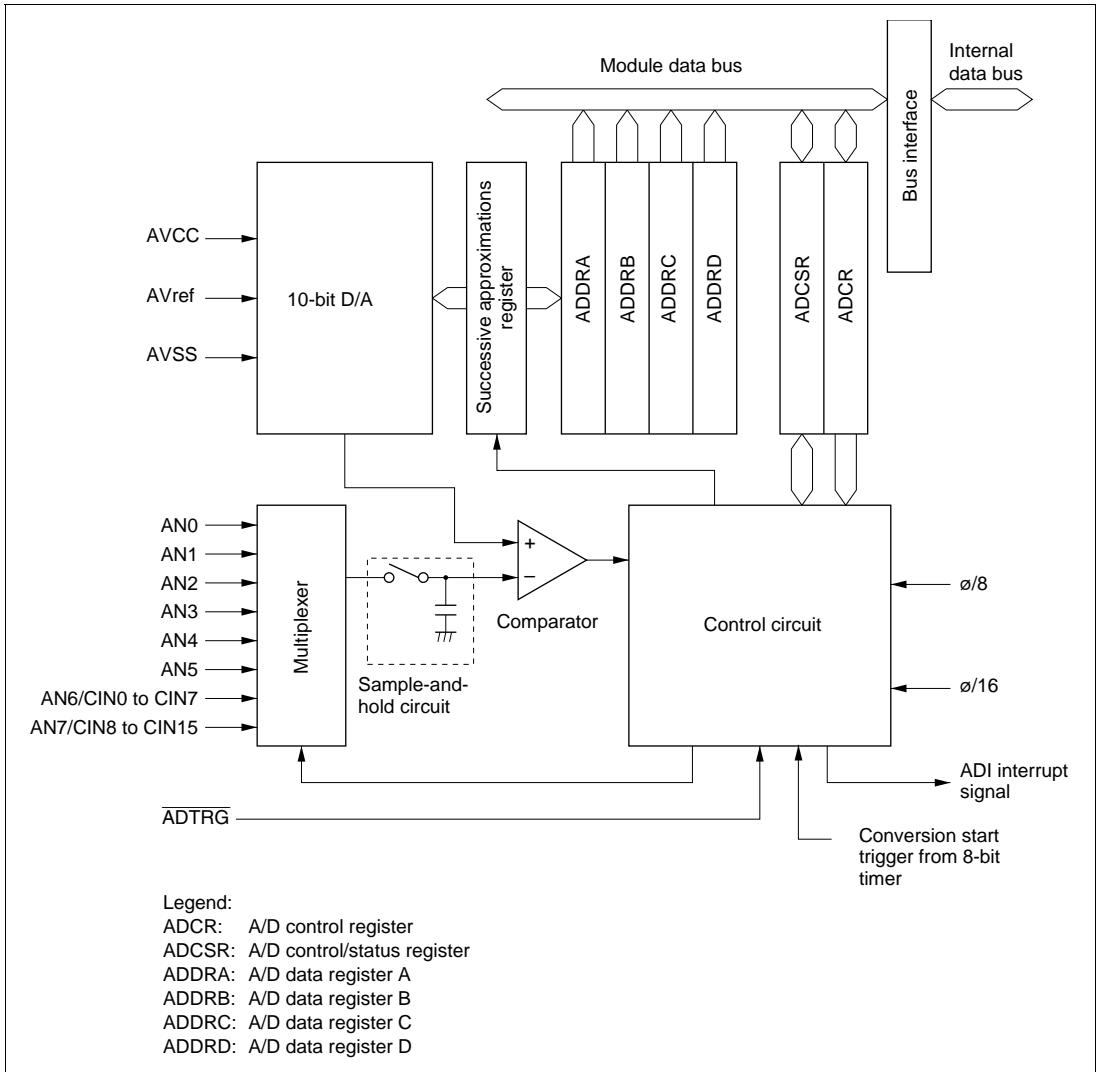 Module data bus
Internal
data bus
Bus interface
AVCC
AVref
AVSS
10-bit D/A
Successive approximations
register
ADDRA
ADDRB
ADDRC
ADDRD
ADCSR
ADCR
AN0
AN1
AN2
AN3
AN4
AN5
AN6/CIN0 to CIN7
AN7/CIN8 to CIN15
Multiplexer
Sample-and-
hold circuit
+
−
Comparator
Control circuit
ø/8
ø/16
ADI interrupt
signal
ADTRG
Conversion start
trigger from 8-bit
timer
Legend:
ADCR: A/D control register
ADCSR: A/D control/status register
ADDRA: A/D data register A
ADDRB: A/D data register B
ADDRC: A/D data register C
ADDRD: A/D data register D